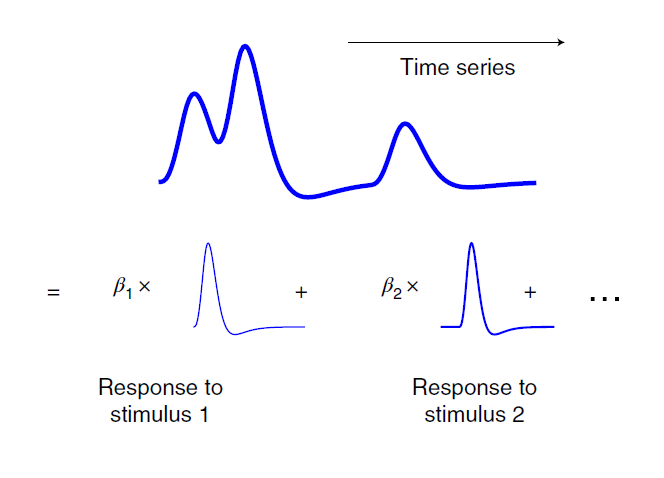 Time series
= β1 × + β2 × + ...
Response to
stimulus 1
Response to
stimulus 2